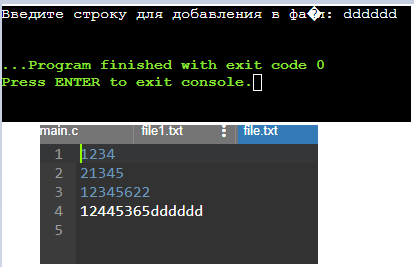 Введите строку для добавления в фа�л: dddddd
...Program finished with exit code 0
Press ENTER to exit console.
main.c file1.txt file.txt
1 1234
2 21345
3 12345622
4 12445365dddddd
5